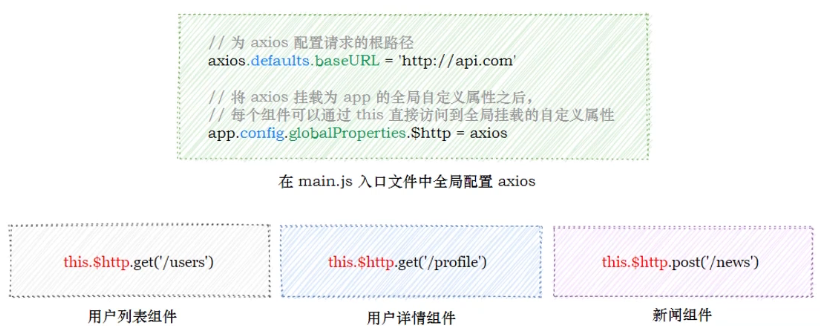 // 为 axios 配置请求的根路径
axios.defaults.baseURL = 'http://api.com'
// 将 axios 挂载为 app 的全局自定义属性之后，
// 每个组件可以通过 this 直接访问到全局挂载的自定义属性
app.config.globalProperties.$http = axios
在 main.js 入口文件中全局配置 axios
this.$http.get('/users')
this.$http.get('/profile')
this.$http.post('/news')
用户列表组件
用户详情组件
新闻组件